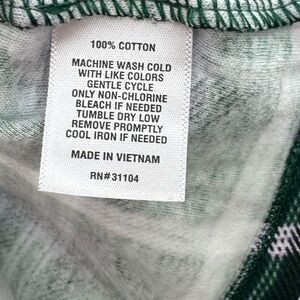 100% COTTON
MACHINE WASH COLD
WITH LIKE COLORS
GENTLE CYCLE
ONLY NON-CHLORINE
BLEACH IF NEEDED
TUMBLE DRY LOW
REMOVE PROMPTLY
COOL IRON IF NEEDED
MADE IN VIETNAM
RN#31104